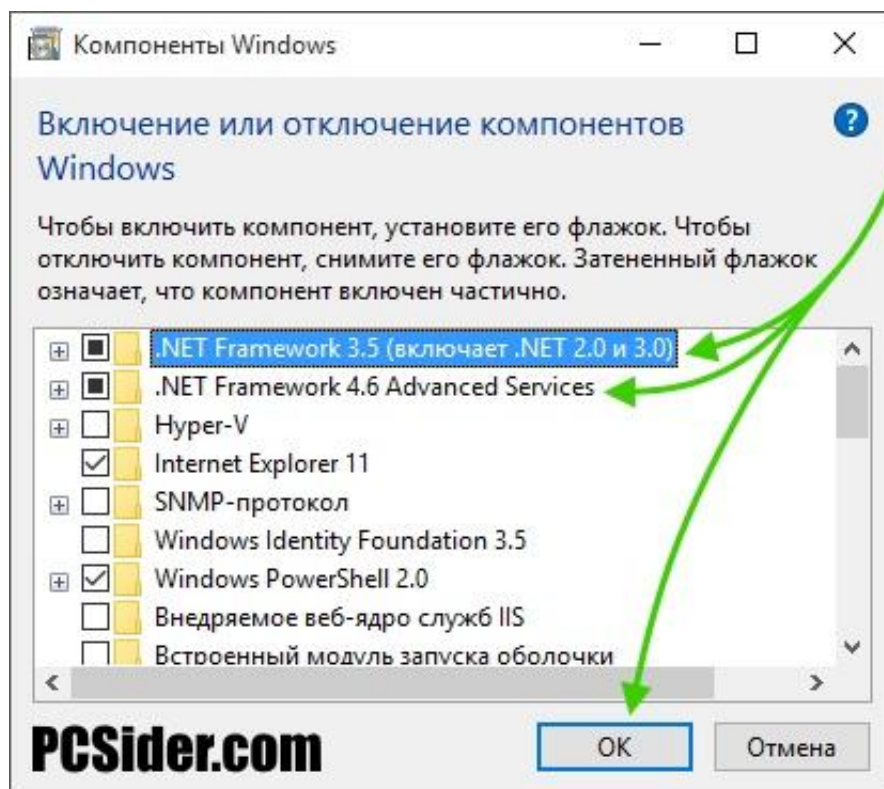 Компоненты Windows
Включение или отключение компонентов
Windows
Чтобы включить компонент, установите его флажок. Чтобы
отключить компонент, снимите его флажок. Затененный флажок
означает, что компонент включен частично.
.NET Framework 3.5 (включает .NET 2.0 и 3.0)
.NET Framework 4.6 Advanced Services
Hyper-V
Internet Explorer 11
SNMP-протокол
Windows Identity Foundation 3.5
Windows PowerShell 2.0
Внедряемое веб-ядро служб IIS
Встроенный модуль запуска оболочки
PCSider.com
OK
Отмена